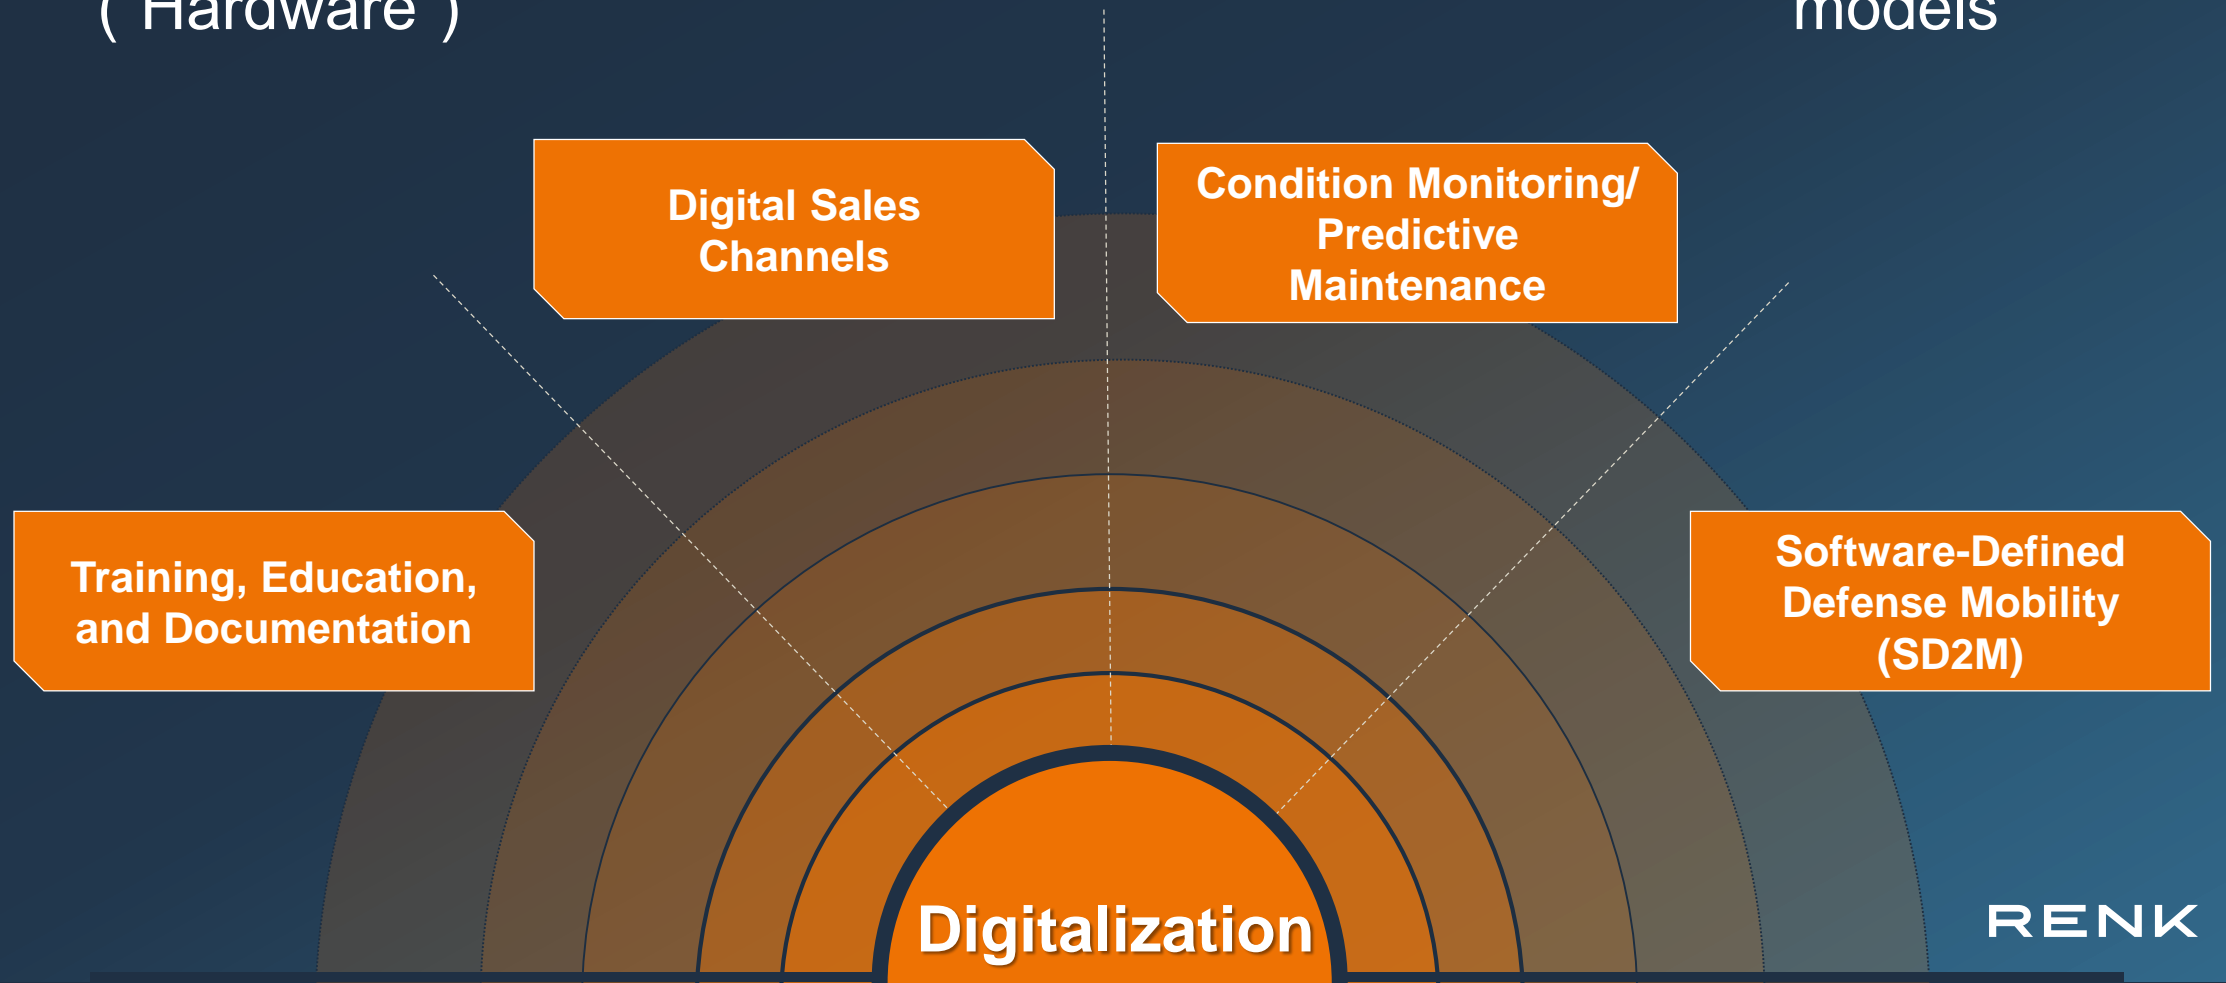 ("Hardware")
models
Digital Sales
Channels
Condition Monitoring/
Predictive
Maintenance
Training, Education,
and Documentation
Software-Defined
Defense Mobility
(SD2M)
Digitalization
RENK